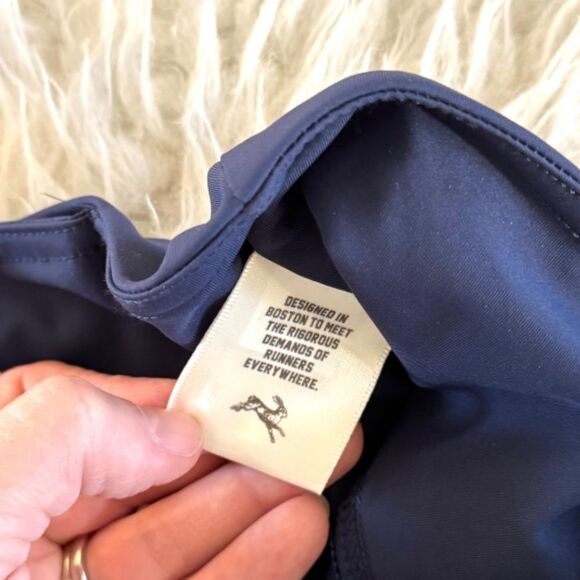 DESIGNED IN
BOSTON TO MEET
THE RIGOROUS
DEMANDS OF
RUNNERS
EVERYWHERE.